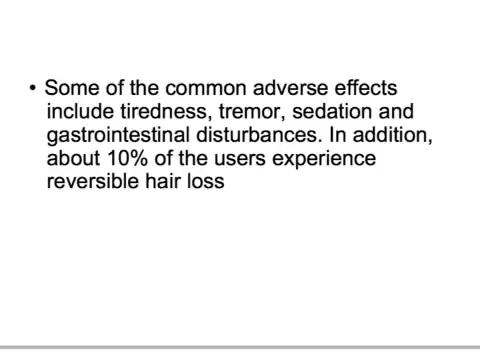 • Some of the common adverse effects
include tiredness, tremor, sedation and
gastrointestinal disturbances. In addition,
about 10% of the users experience
reversible hair loss